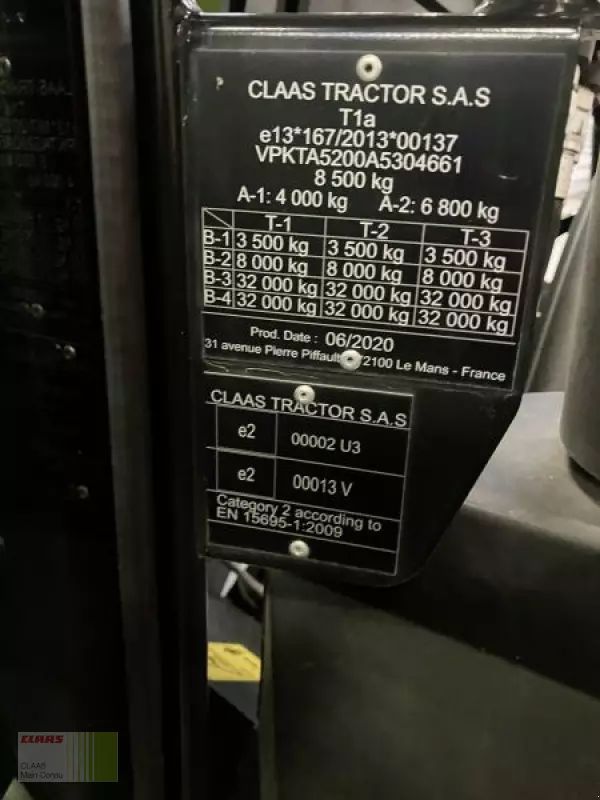 CLAAS TRACTOR S.A.S
T1a
e13*167/2013*00137
VPKTA5200A5304661
8 500 kg
A-1: 4 000 kg A-2: 6 800 kg
T-1 T-2 T-3
B-1 3 500 kg 3 500 kg 3 500 kg
B-2 8 000 kg 8 000 kg 8 000 kg
B-3 32 000 kg 32 000 kg 32 000 kg
B-4 32 000 kg 32 000 kg 32 000 kg
Prod. Date : 06/2020
31 avenue Pierre Piffault 2100 Le Mans - France
CLAAS TRACTOR S.A.S
e2 00002 U3
e2 00013 V
Category 2 according to
EN 15695-1:2009
CLAAS
CLAAS
Main-Donau